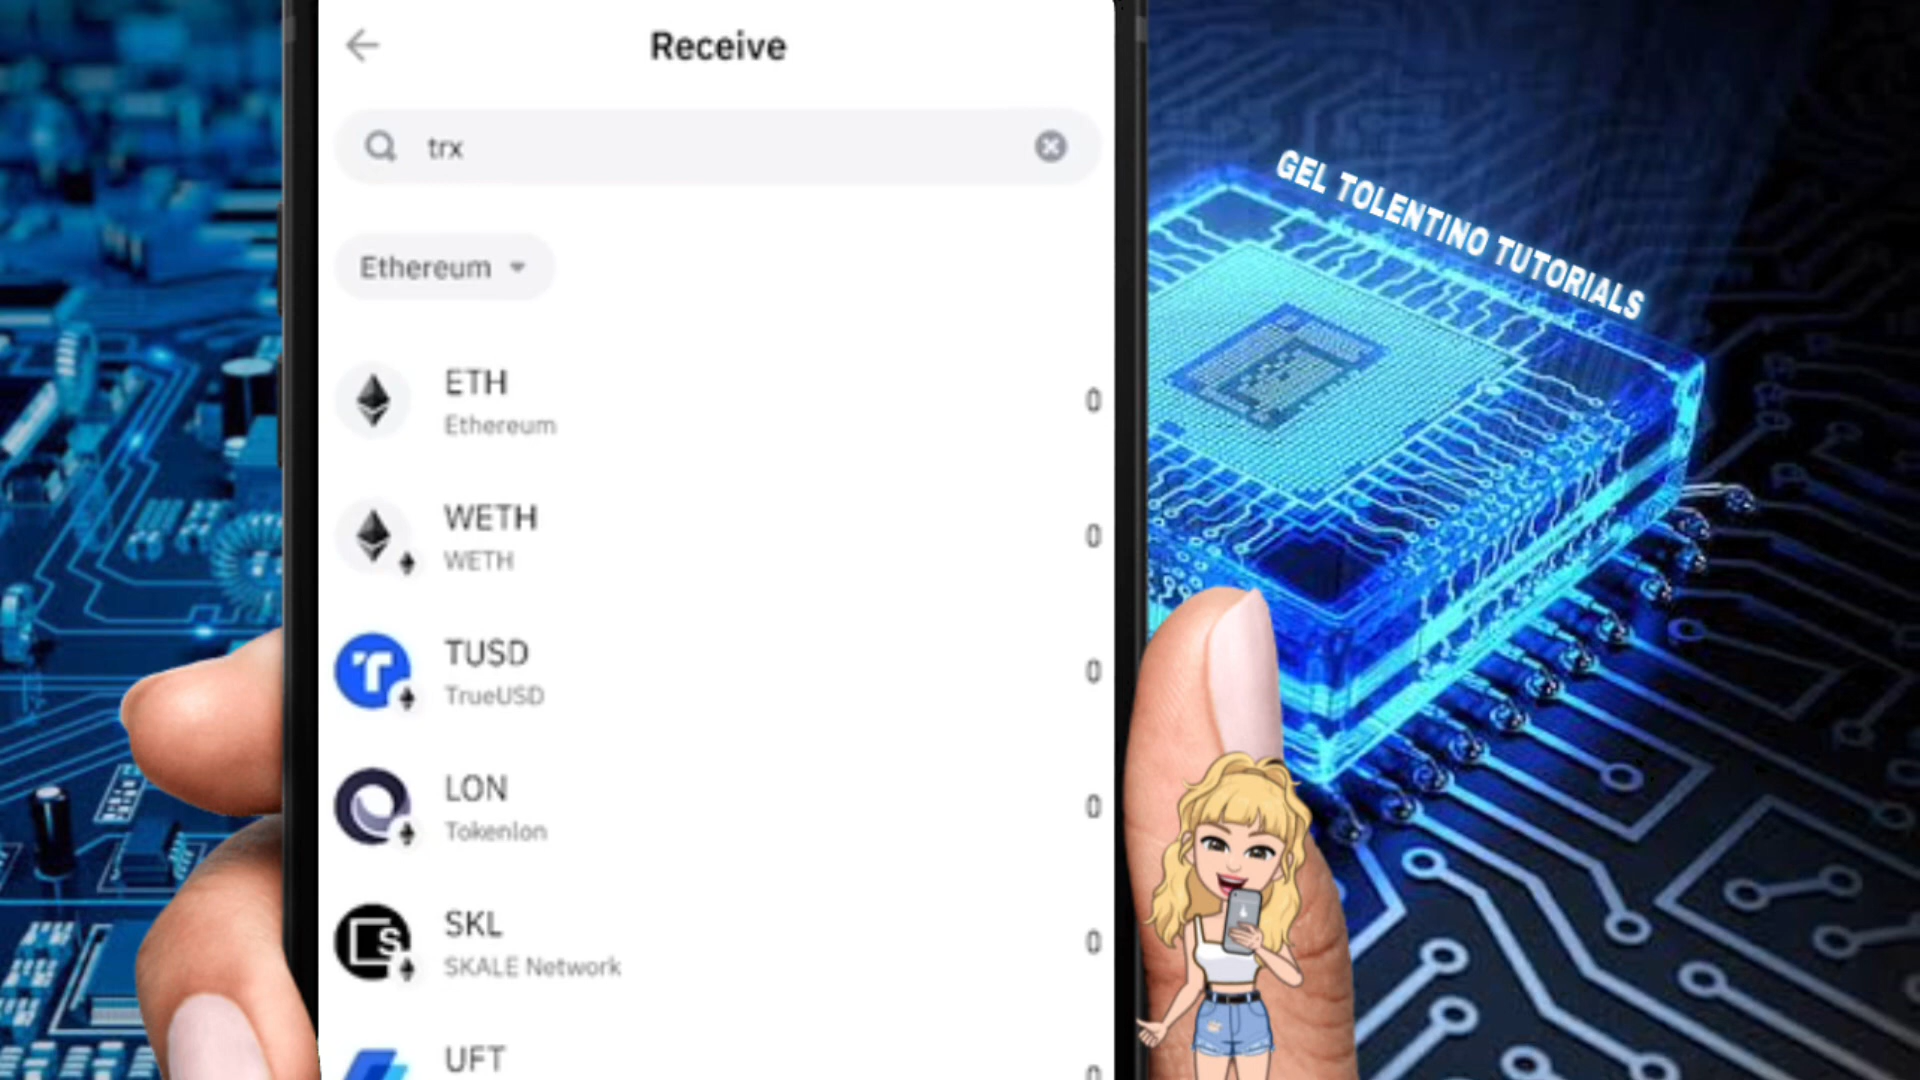 Receive
trx
Ethereum
ETH
0
Ethereum
WETH
0
WETH
TUSD
0
TrueUSD
LON
0
Tokenlon
SKL
0
SKALE Network
UFT
0
GEL TOLENTINO TUTORIALS